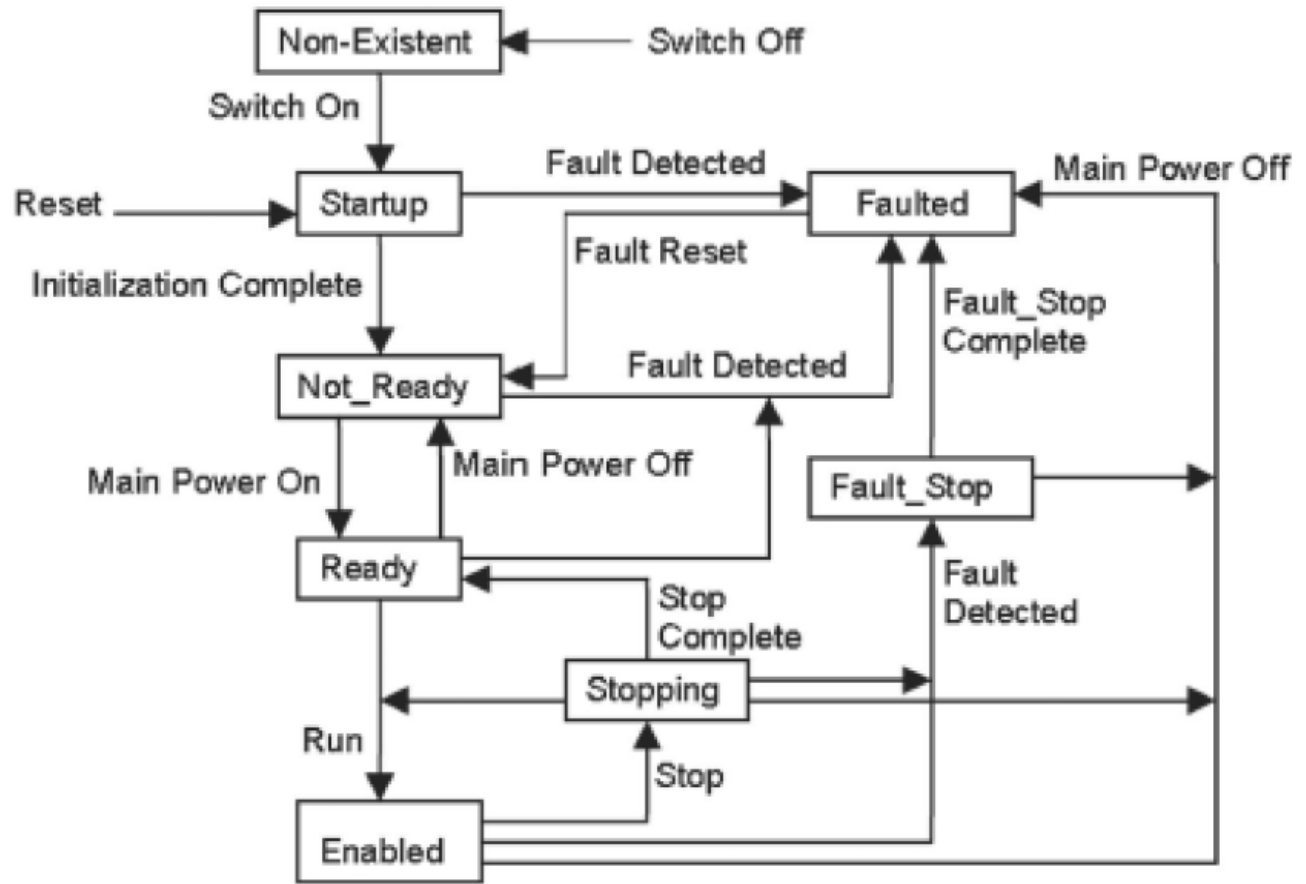 Non-Existent
Switch Off
Switch On
Fault Detected
Main Power Off
Reset
Startup
Faulted
Fault Reset
Initialization Complete
Fault_Stop
Complete
Not_Ready
Fault Detected
Main Power Off
Main Power On
Fault_Stop
Ready
Fault
Detected
Stop
Complete
Stopping
Run
Stop
Enabled